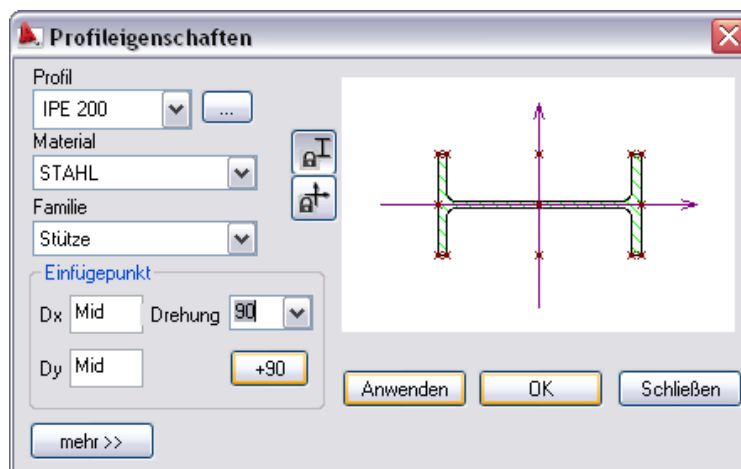 Profileigenschaften
Profil
IPE 200
...
Material
STAHL
Familie
Stütze
Einfügepunkt
Dx Mid Drehung 90
Dy Mid +90
Anwenden OK Schließen
mehr >>